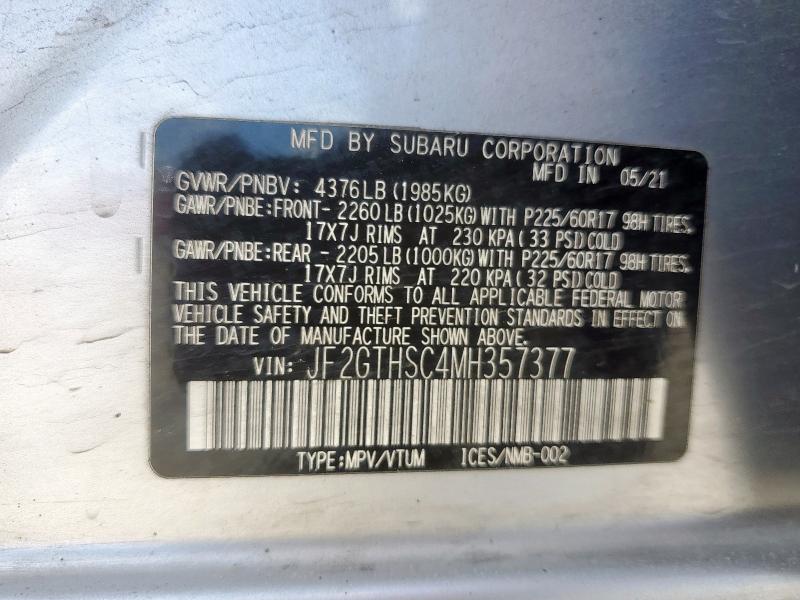 MFD BY SUBARU CORPORATION
MFD IN 05/21
GVWR/PNBV: 4376LB (1985KG)
GAWR/PNBE:FRONT- 2260 LB (1025KG) WITH P225/60R17 98H TIRES,
17X7J RIMS AT 230 KPA ( 33 PSI) COLD
GAWR/PNBE:REAR - 2205 LB (1000KG) WITH P225/60R17 98H TIRES,
17X7J RIMS AT 220 KPA ( 32 PSI) COLD
THIS VEHICLE CONFORMS TO ALL APPLICABLE FEDERAL MOTOR
VEHICLE SAFETY AND THEFT PREVENTION STANDARDS IN EFFECT ON
THE DATE OF MANUFACTURE SHOWN ABOVE.
VIN: JF2GTHSC4MH357377
TYPE:MPV/VTUM ICES/NMB-002